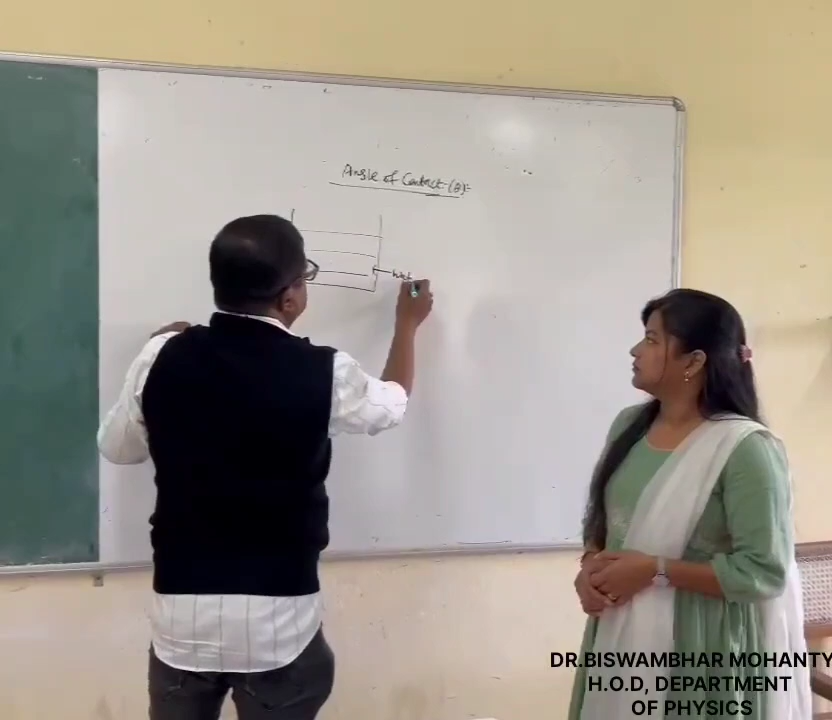 Angle of Contact:-(θ):-
DR.BISWAMBHAR MOHANTY
H.O.D, DEPARTMENT
OF PHYSICS